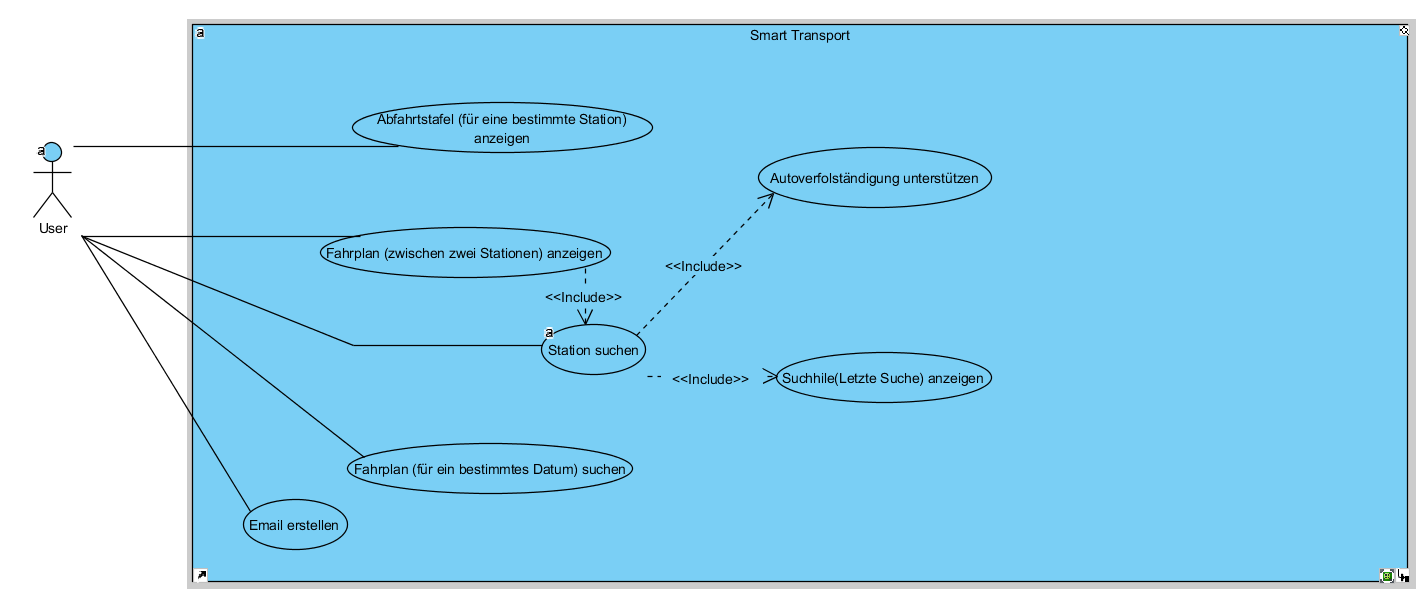 a
Smart Transport
Abfahrtstafel (für eine bestimmte Station)
anzeigen
a
User
Autoverfolständigung unterstützen
Fahrplan (zwischen zwei Stationen) anzeigen
<<Include>>
<<Include>>
a
Station suchen
<<Include>>
Suchhile(Letzte Suche) anzeigen
Fahrplan (für ein bestimmtes Datum) suchen
Email erstellen